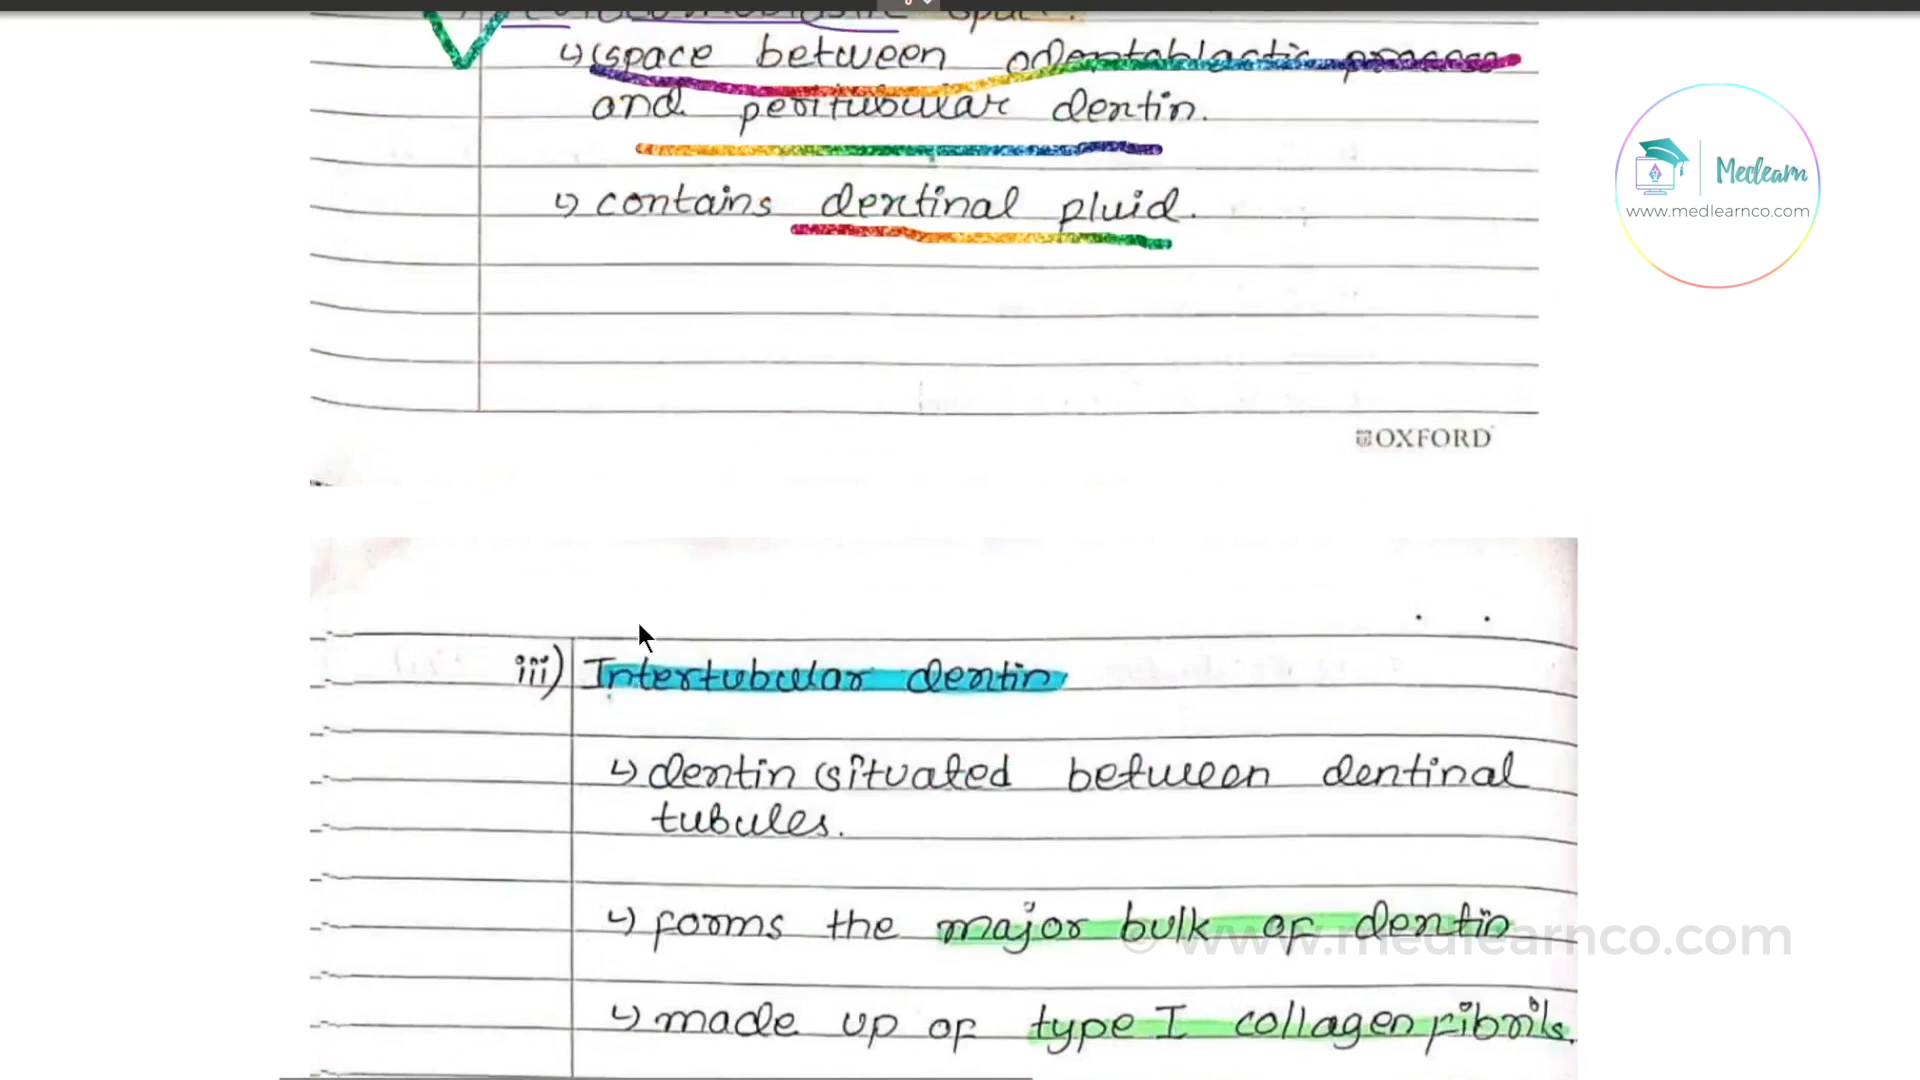 space.
↳ space between odontoblastic process
and peritubular dentin.
↳ contains dentinal fluid.
OXFORD
Medlearn
www.medlearnco.com
iii) Intertubular dentin
↳ dentin situated between dentinal
tubules.
↳ forms the major bulk of dentin
© www.medlearnco.com
↳ made up of type I collagen fibrils.